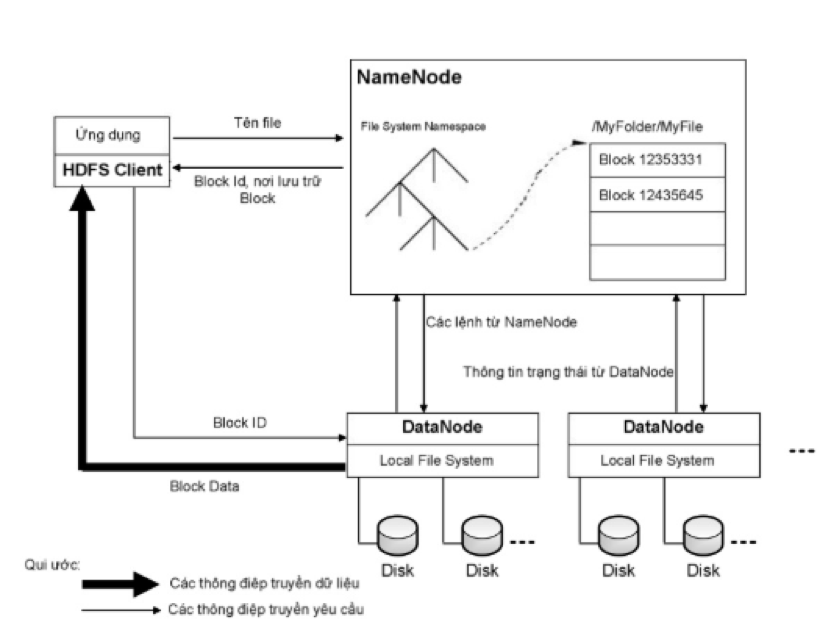 NameNode
Ứng dụng
HDFS Client
Tên file
Block Id, nơi lưu trữ
Block
File System Namespace
/MyFolder/MyFile
Block 12353331
Block 12435645
Các lệnh từ NameNode
Thông tin trạng thái từ DataNode
Block ID
Block Data
DataNode
Local File System
DataNode
Local File System
Disk
Disk
Disk
Disk
Qui ước:
Các thông điệp truyền dữ liệu
Các thông điệp truyền yêu cầu